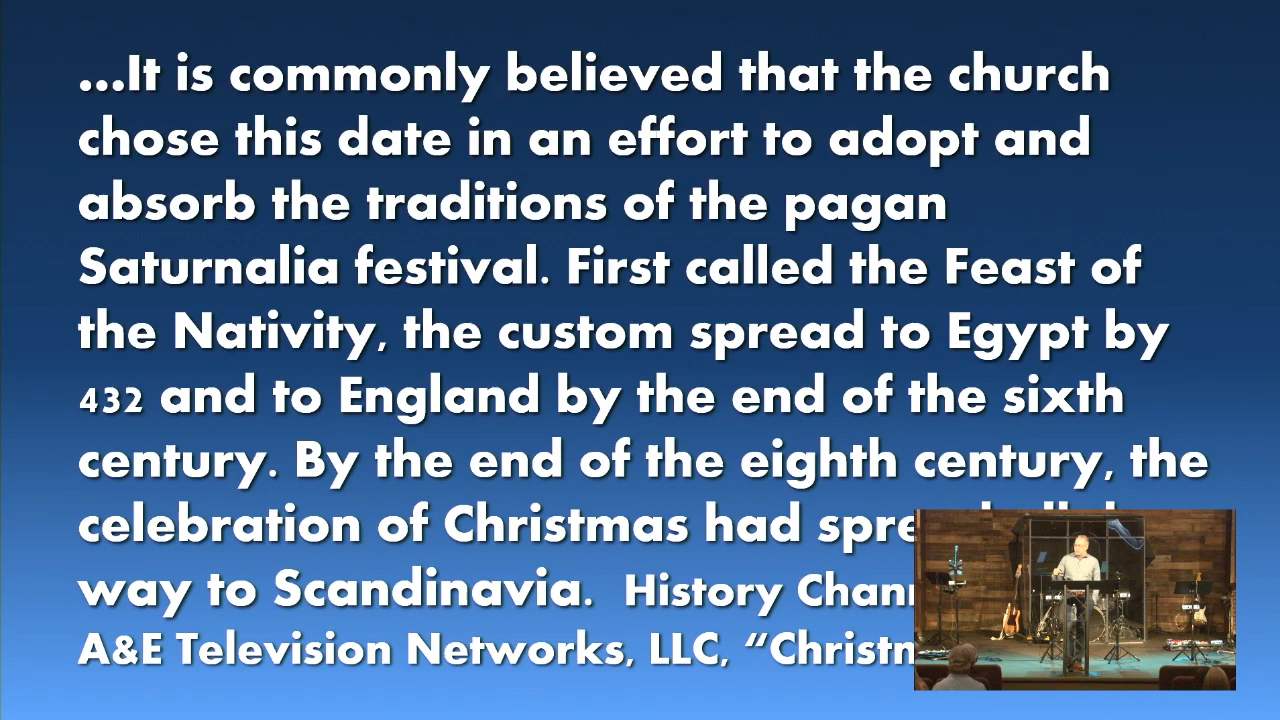 ...It is commonly believed that the church
chose this date in an effort to adopt and
absorb the traditions of the pagan
Saturnalia festival. First called the Feast of
the Nativity, the custom spread to Egypt by
432 and to England by the end of the sixth
century. By the end of the eighth century, the
celebration of Christmas had
way to Scandinavia. History
A&E Television Networks, LLC,